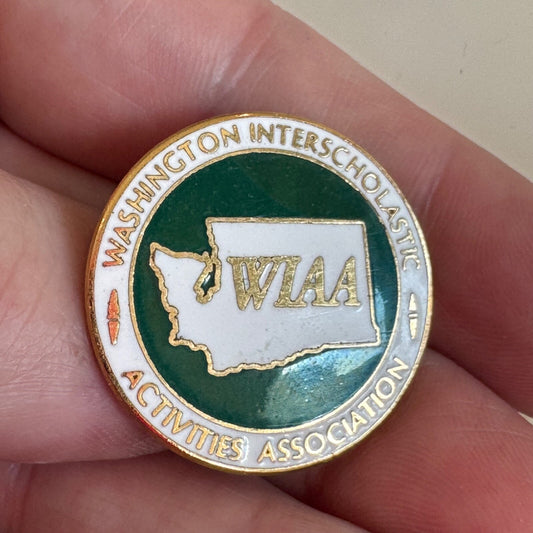 WASHINGTON INTERSCHOLASTIC
WIAA
ACTIVITIES ASSOCIATION